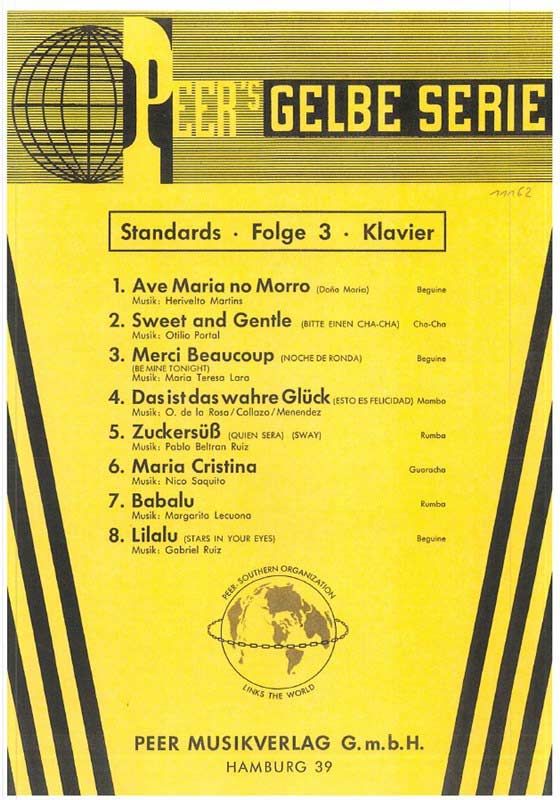 PEER'S GELBE SERIE
11162
Standards · Folge 3 · Klavier
1. Ave Maria no Morro (Doña Maria) Beguine
Musik: Herivelto Martins
2. Sweet and Gentle (BITTE EINEN CHA-CHA) Cha-Cha
Musik: Otilio Portal
3. Merci Beaucoup (NOCHE DE RONDA) Beguine
(BE MINE TONIGHT)
Musik: Maria Teresa Lara
4. Das ist das wahre Glück (ESTO ES FELICIDAD) Mambo
Musik: O. de la Rosa/Collazo/Menendez
5. Zuckersüß (QUIEN SERA) (SWAY) Rumba
Musik: Pablo Beltran Ruiz
6. Maria Cristina Guaracha
Musik: Nico Saquito
7. Babalu Rumba
Musik: Margarita Lecuona
8. Lilalu (STARS IN YOUR EYES) Beguine
Musik: Gabriel Ruiz
PEER-SOUTHERN ORGANIZATION
LINKS THE WORLD
PEER MUSIKVERLAG G.m.b.H.
HAMBURG 39